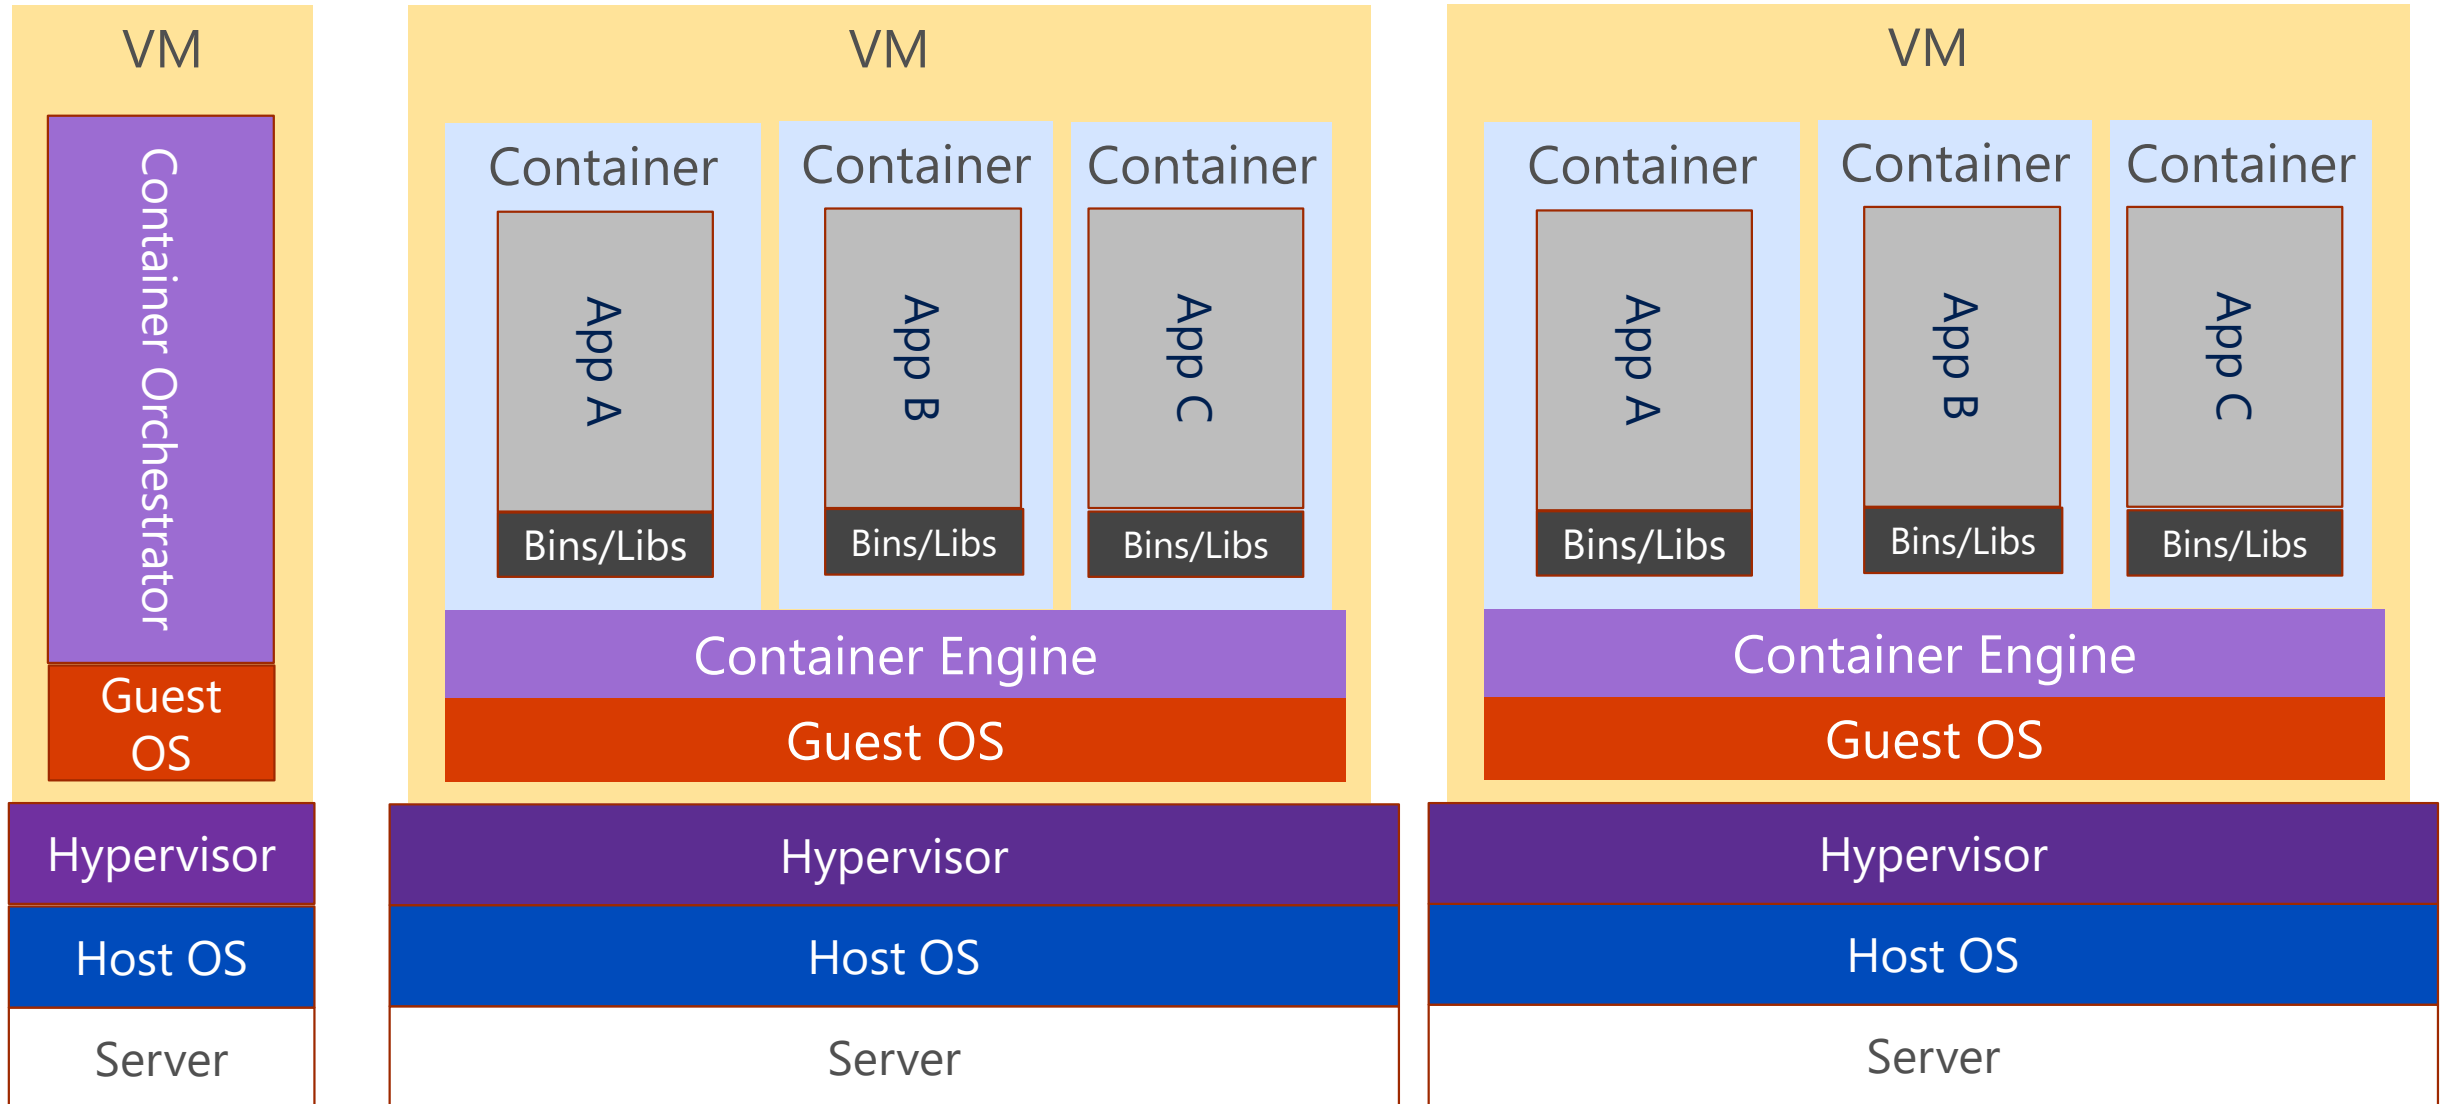 VM
Container Orchestrator
Guest
OS
Hypervisor
Host OS
Server
VM
Container
App A
Bins/Libs
Container
App B
Bins/Libs
Container
App C
Bins/Libs
Container Engine
Guest OS
Hypervisor
Host OS
Server
VM
Container
App A
Bins/Libs
Container
App B
Bins/Libs
Container
App C
Bins/Libs
Container Engine
Guest OS
Hypervisor
Host OS
Server